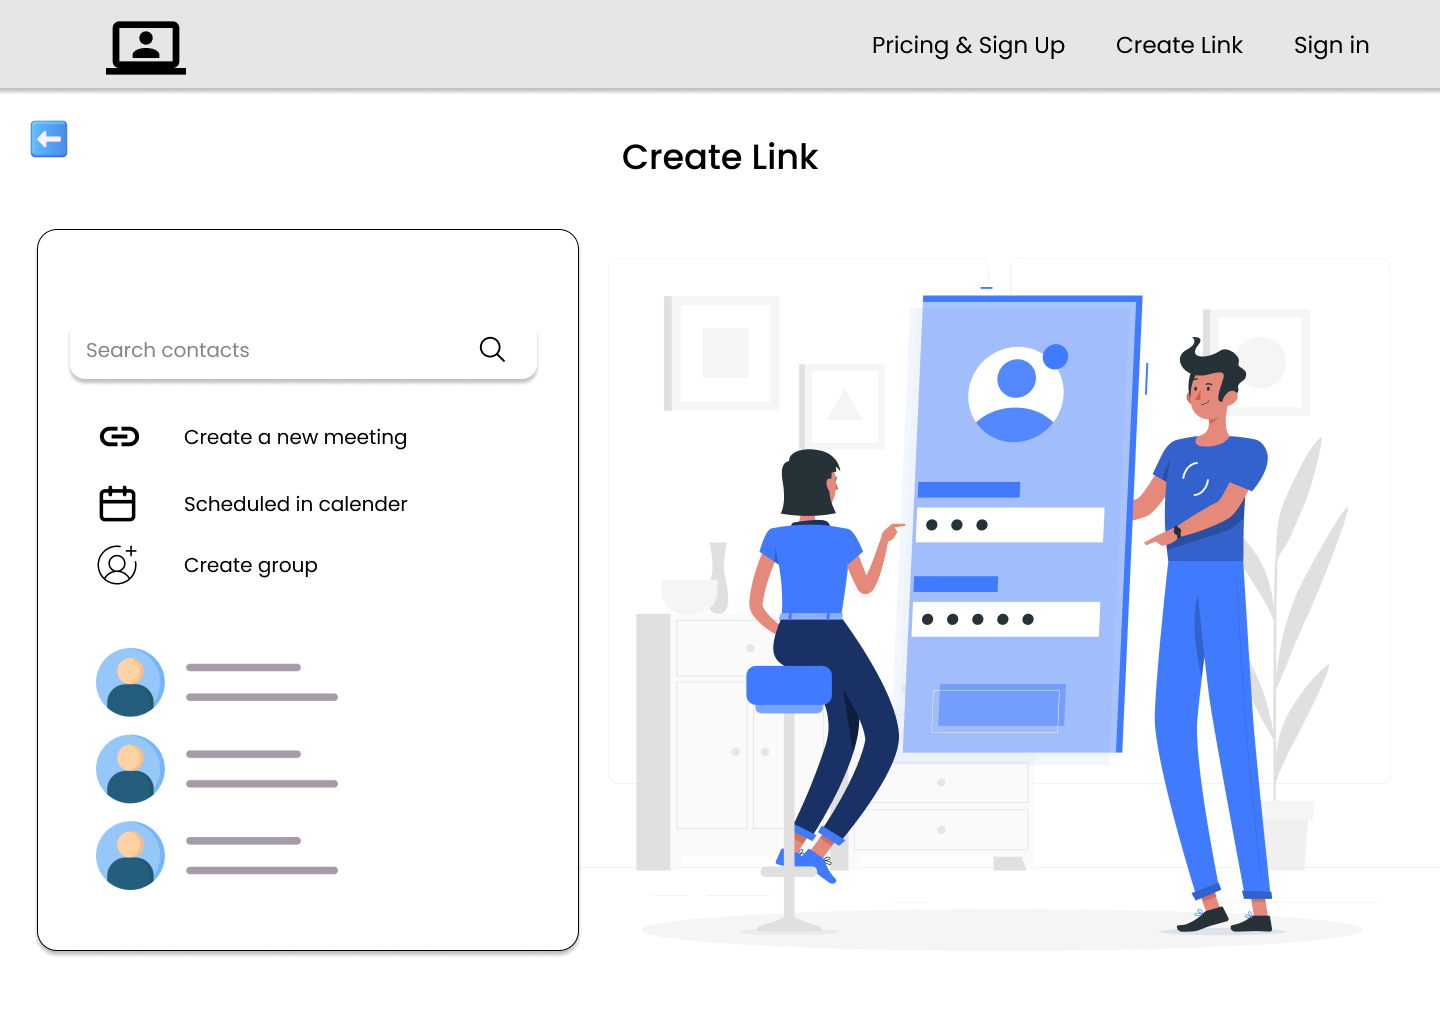 Pricing & Sign Up
Create Link
Sign in
Create Link
Search contacts
Create a new meeting
Scheduled in calender
Create group